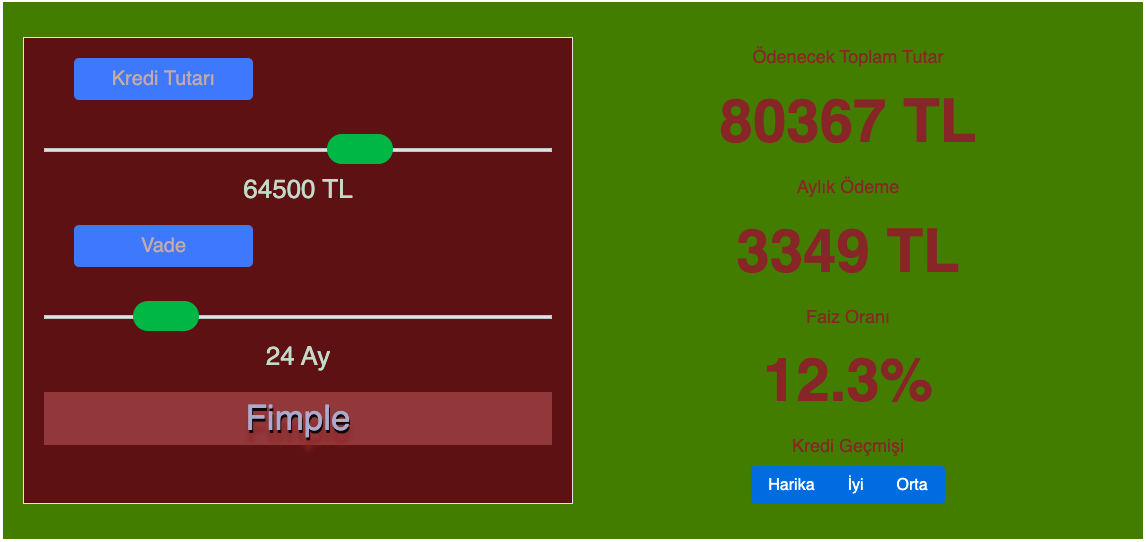 Kredi Tutarı
64500 TL
Vade
24 Ay
Fimple
Ödenecek Toplam Tutar
80367 TL
Aylık Ödeme
3349 TL
Faiz Oranı
12.3%
Kredi Geçmişi
Harika İyi Orta